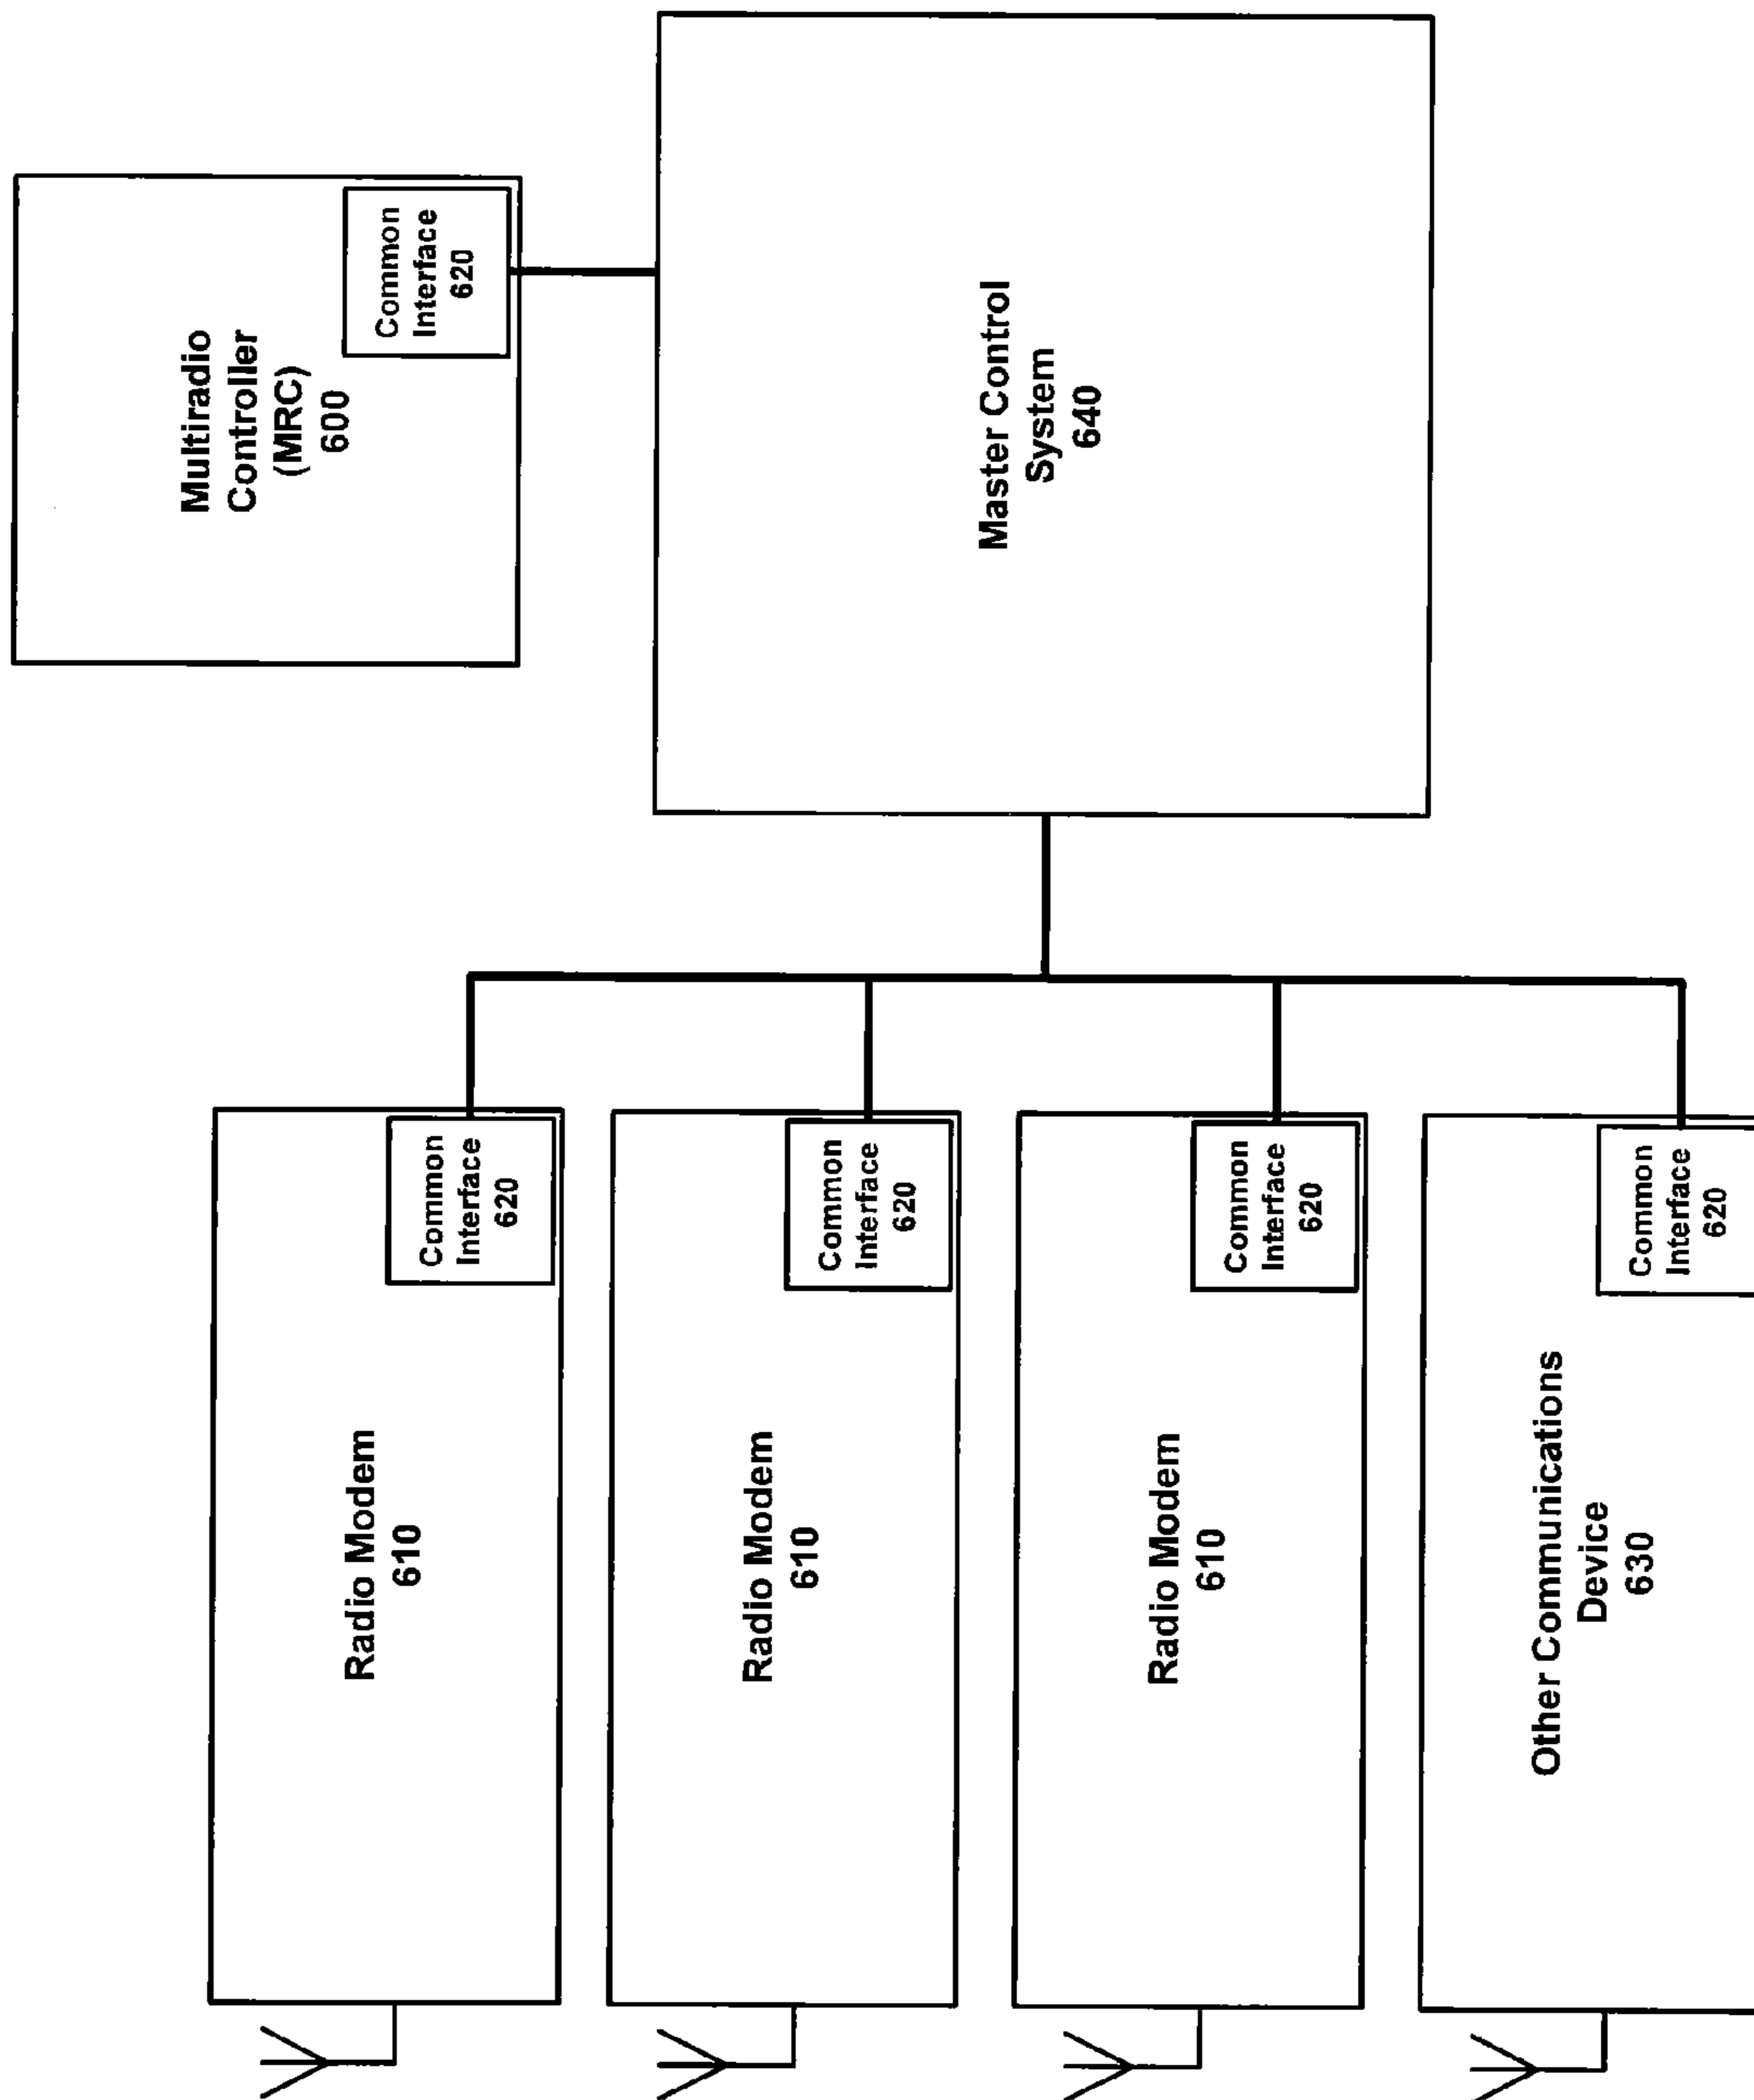 Multiradio
Controller
(MRC)
600
Common
Interface
620
Master Control
System
640
Radio Modem
610
Common
Interface
620
Radio Modem
610
Common
Interface
620
Radio Modem
610
Common
Interface
620
Other Communications
Device
630
Common
Interface
620